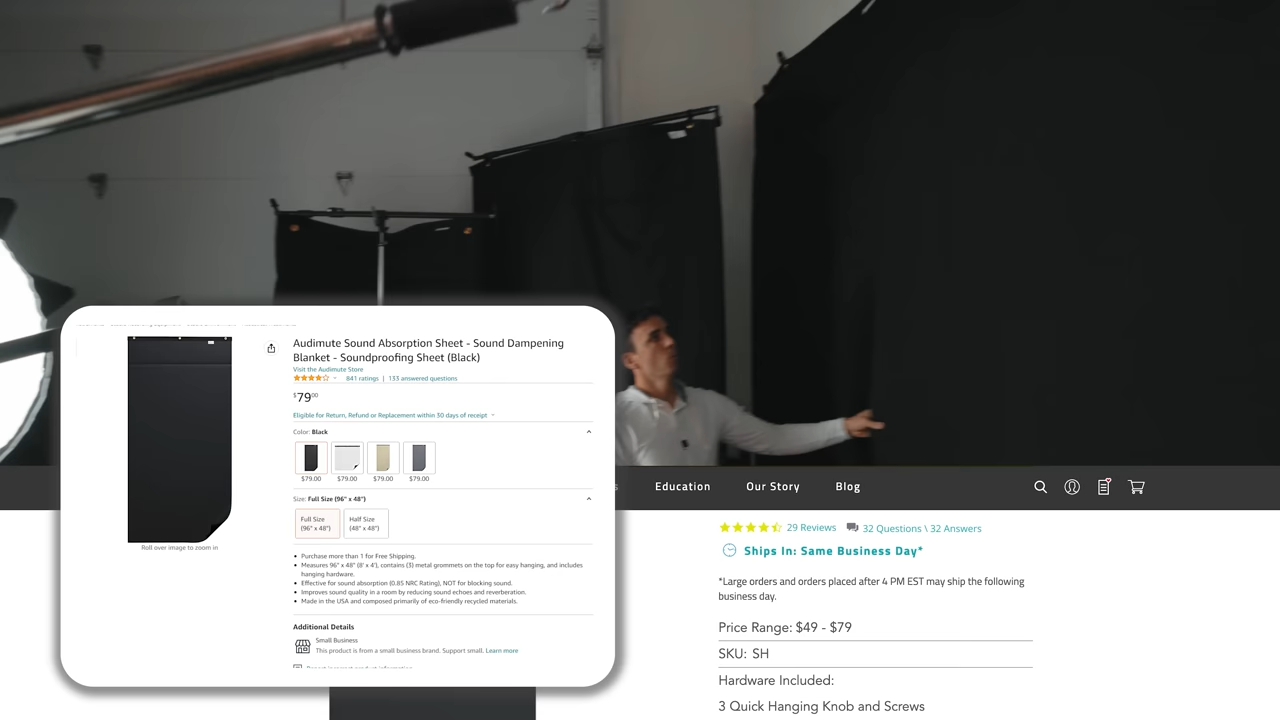 Audimute Sound Absorption Sheet - Sound Dampening
Blanket - Soundproofing Sheet (Black)
Visit the Audimute Store
841 ratings | 133 answered questions
$7900
Eligible for Return, Refund or Replacement within 30 days of receipt
Color: Black
$79.00 $79.00 $79.00 $79.00
Size: Full Size (96" x 48")
Full Size
(96" x 48")
Half Size
(48" x 48")
Roll over image to zoom in
• Purchase more than 1 for Free Shipping.
• Measures 96" x 48" (8' x 4'), contains (3) metal grommets on the top for easy hanging, and includes
hanging hardware.
• Effective for sound absorption (0.85 NRC Rating), NOT for blocking sound.
• Improves sound quality in a room by reducing sound echoes and reverberation.
• Made in the USA and composed primarily of eco-friendly recycled materials.
Additional Details
Small Business
This product is from a small business brand. Support small. Learn more
Education Our Story Blog
29 Reviews 32 Questions \ 32 Answers
Ships In: Same Business Day*
*Large orders and orders placed after 4 PM EST may ship the following
business day.
Price Range: $49 - $79
SKU: SH
Hardware Included:
3 Quick Hanging Knob and Screws